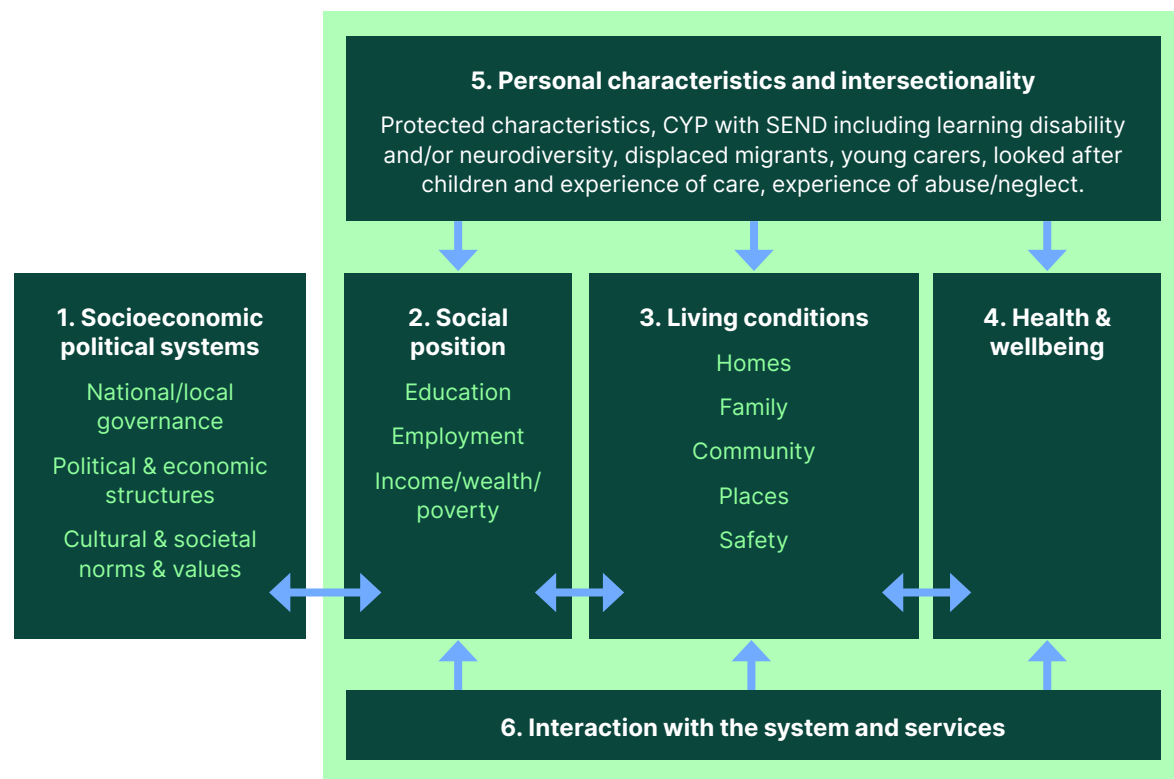 5. Personal characteristics and intersectionality
Protected characteristics, CYP with SEND including learning disability
and/or neurodiversity, displaced migrants, young carers, looked after
children and experience of care, experience of abuse/neglect.
1. Socioeconomic
political systems
National/local
governance
Political & economic
structures
Cultural & societal
norms & values
2. Social
position
Education
Employment
Income/wealth/
poverty
3. Living conditions
Homes
Family
Community
Places
Safety
4. Health &
wellbeing
6. Interaction with the system and services